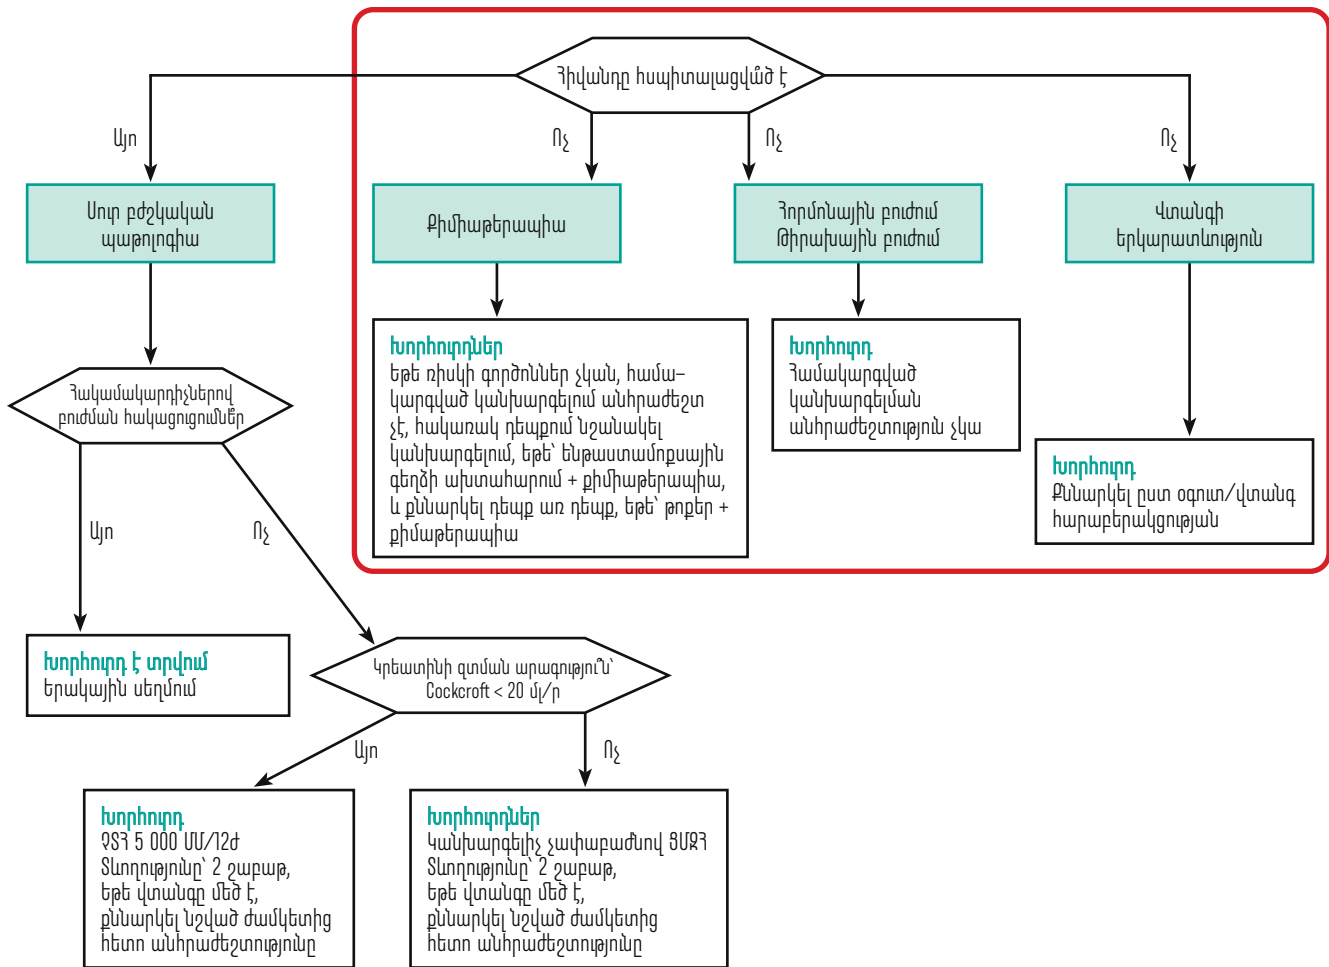 Հիվանդը հսպիտալացվա՞ծ է
Այո
Ոչ
Ոչ
Ոչ
Սուր բժշկական
պաթոլոգիա
Քիմիաթերապիա
Հորմոնային բուժում
Թիրախային բուժում
Վտանգի
երկարատևություն
Խորհուրդներ
Եթե ռիսկի գործոններ չկան, համա–
կարգված կանխարգելում անհրաժեշտ
չէ, հակառակ դեպքում նշանակել
կանխարգելում, եթե՝ ենթաստամոքսային
գեղձի ախտահարում + քիմիաթերապիա,
և քննարկել դեպք առ դեպք, եթե՝ թոքեր +
քիմաթերապիա
Խորհուրդ
Համակարգված
կանխարգելման
անհրաժեշտություն չկա
Խորհուրդ
Քննարկել ըստ օգուտ/վտանգ
հարաբերակցության
Հակամակարդիչներով
բուժման հակացուցումնե՞ր
Այո
Ոչ
Խորհուրդ է տրվում
Երակային սեղմում
Կրեատինի զտման արագությու՞ն՝
Cockcroft < 20 մլ/ր
Այո
Ոչ
Խորհուրդ
ՉՏՀ 5 000 ՄՄ/12ժ
Տևողությունը՝ 2 շաբաթ,
եթե վտանգը մեծ է,
քննարկել նշված ժամկետից
հետո անհրաժեշտությունը
Խորհուրդներ
Կանխարգելիչ չափաբաժնով ՑՄԶՀ
Տևողությունը՝ 2 շաբաթ,
եթե վտանգը մեծ է,
քննարկել նշված ժամկետից
հետո անհրաժեշտությունը